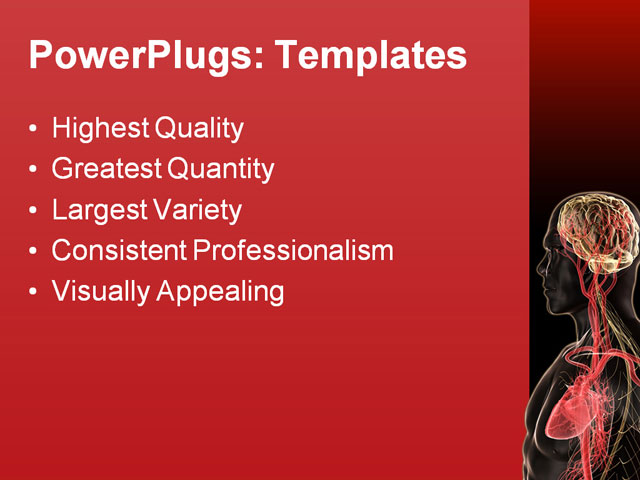 PowerPlugs: Templates
• Highest Quality
• Greatest Quantity
• Largest Variety
• Consistent Professionalism
• Visually Appealing